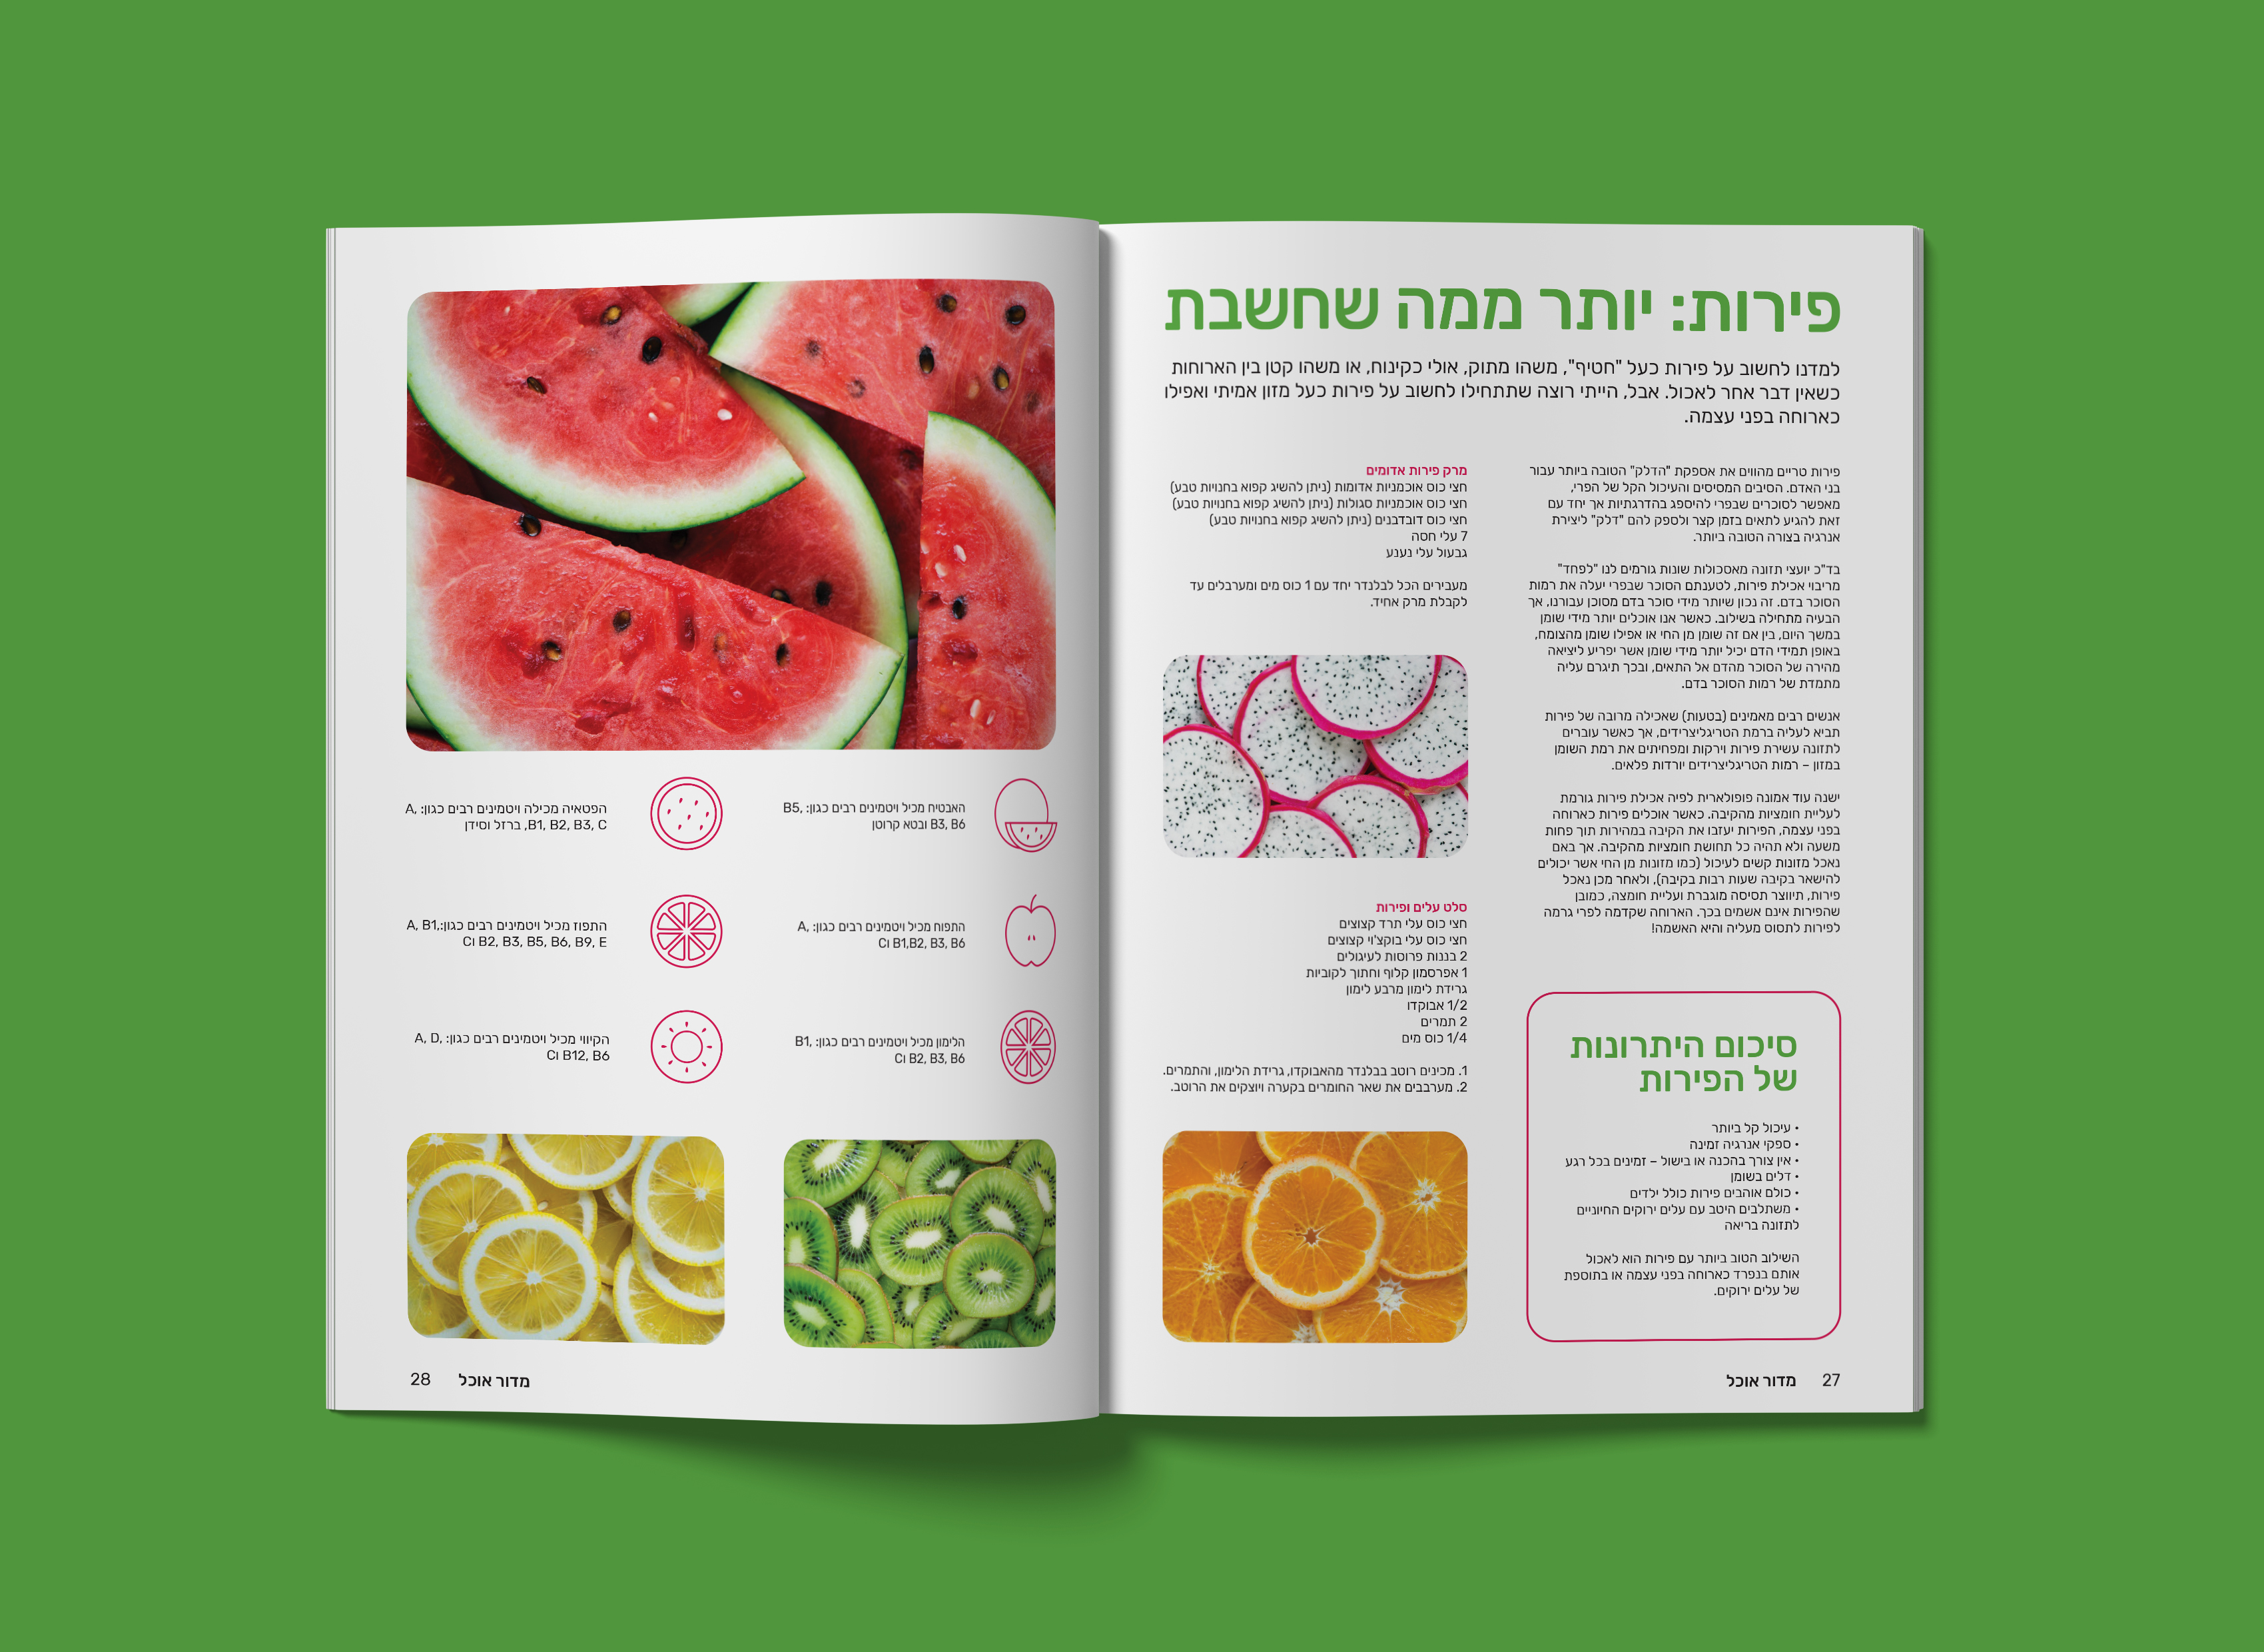 פירות: יותר ממה שחשבת
למדנו לחשוב על פירות כעל "חטיף", משהו מתוק, אולי כקינוח, או משהו קטן בין הארוחות
כשאין דבר אחר לאכול. אבל, הייתי רוצה שתתחילו לחשוב על פירות כעל מזון אמיתי ואפילו
כארוחה בפני עצמה.
פירות טריים מהווים את אספקת "הדלק" הטובה ביותר עבור
בני האדם. הסיבים המסיסים והעיכול הקל של הפרי,
מאפשר לסוכרים שבפרי להיספג בהדרגתיות אך יחד עם
זאת להגיע לתאים בזמן קצר ולספק להם "דלק" ליצירת
אנרגיה בצורה הטובה ביותר.
בד"כ יועצי תזונה מאסכולות שונות גורמים לנו "לפחד"
מריבוי אכילת פירות, לטענתם הסוכר שבפרי יעלה את רמות
הסוכר בדם. זה נכון שיותר מידי סוכר בדם מסוכן עבורנו, אך
הבעיה מתחילה בשילוב. כאשר אנו אוכלים יותר מידי שומן
במשך היום, בין אם זה שומן מן החי או אפילו שומן מהצומח,
באופן תמידי הדם יכיל יותר מידי שומן אשר יפריע ליציאה
מהירה של הסוכר מהדם אל התאים, ובכך תיגרם עליה
מתמדת של רמות הסוכר בדם.
אנשים רבים מאמינים (בטעות) שאכילה מרובה של פירות
תביא לעליה ברמת הטריגליצרידים, אך כאשר עוברים
לתזונה עשירת פירות וירקות ומפחיתים את רמת השומן
במזון – רמות הטריגליצרידים יורדות פלאים.
ישנה עוד אמונה פופולארית לפיה אכילת פירות גורמת
לעליית חומציות מהקיבה. כאשר אוכלים פירות כארוחה
בפני עצמה, הפירות יעזבו את הקיבה במהירות תוך פחות
משעה ולא תהיה כל תחושת חומציות מהקיבה. אך באם
נאכל מזונות קשים לעיכול (כמו מזונות מן החי אשר יכולים
להישאר בקיבה שעות רבות בקיבה), ולאחר מכן נאכל
פירות, תיווצר תסיסה מוגברת ועליית חומצה, כמובן
שהפירות אינם אשמים בכך. הארוחה שקדמה לפרי גרמה
לפירות לתסוס מעליה והיא האשמה!
סיכום היתרונות
של הפירות
• עיכול קל ביותר
• ספקי אנרגיה זמינה
• אין צורך בהכנה או בישול – זמינים בכל רגע
• דלים בשומן
• כולם אוהבים פירות כולל ילדים
• משתלבים היטב עם עלים ירוקים החיוניים
לתזונה בריאה
השילוב הטוב ביותר עם פירות הוא לאכול
אותם בנפרד כארוחה בפני עצמה או בתוספת
של עלים ירוקים.
מרק פירות אדומים
חצי כוס אוכמניות אדומות (ניתן להשיג קפוא בחנויות טבע)
חצי כוס אוכמניות סגולות (ניתן להשיג קפוא בחנויות טבע)
חצי כוס דובדבנים (ניתן להשיג קפוא בחנויות טבע)
7 עלי חסה
גבעול עלי נענע
מעבירים הכל לבלנדר יחד עם 1 כוס מים ומערבלים עד
לקבלת מרק אחיד.
סלט עלים ופירות
חצי כוס עלי תרד קצוצים
חצי כוס עלי בוקצ'וי קצוצים
2 בננות פרוסות לעיגולים
1 אפרסמון קלוף וחתוך לקוביות
גרידת לימון מרבע לימון
1/2 אבוקדו
2 תמרים
1/4 כוס מים
1. מכינים רוטב בבלנדר מהאבוקדו, גרידת הלימון, והתמרים.
2. מערבבים את שאר החומרים בקערה ויוצקים את הרוטב.
27 מדור אוכל
האבטיח מכיל ויטמינים רבים כגון: B5,
B3, B6 ובטא קרוטן
הפטאיה מכילה ויטמינים רבים כגון: A,
B1, B2, B3, C, ברזל וסידן
התפוח מכיל ויטמינים רבים כגון: A,
B1,B2, B3, B6 וC
התפוז מכיל ויטמינים רבים כגון:A, B1,
B2, B3, B5, B6, B9, E וC
הלימון מכיל ויטמינים רבים כגון: B1,
B2, B3, B6 וC
הקיווי מכיל ויטמינים רבים כגון: A, D,
B12, B6 וC
מדור אוכל 28